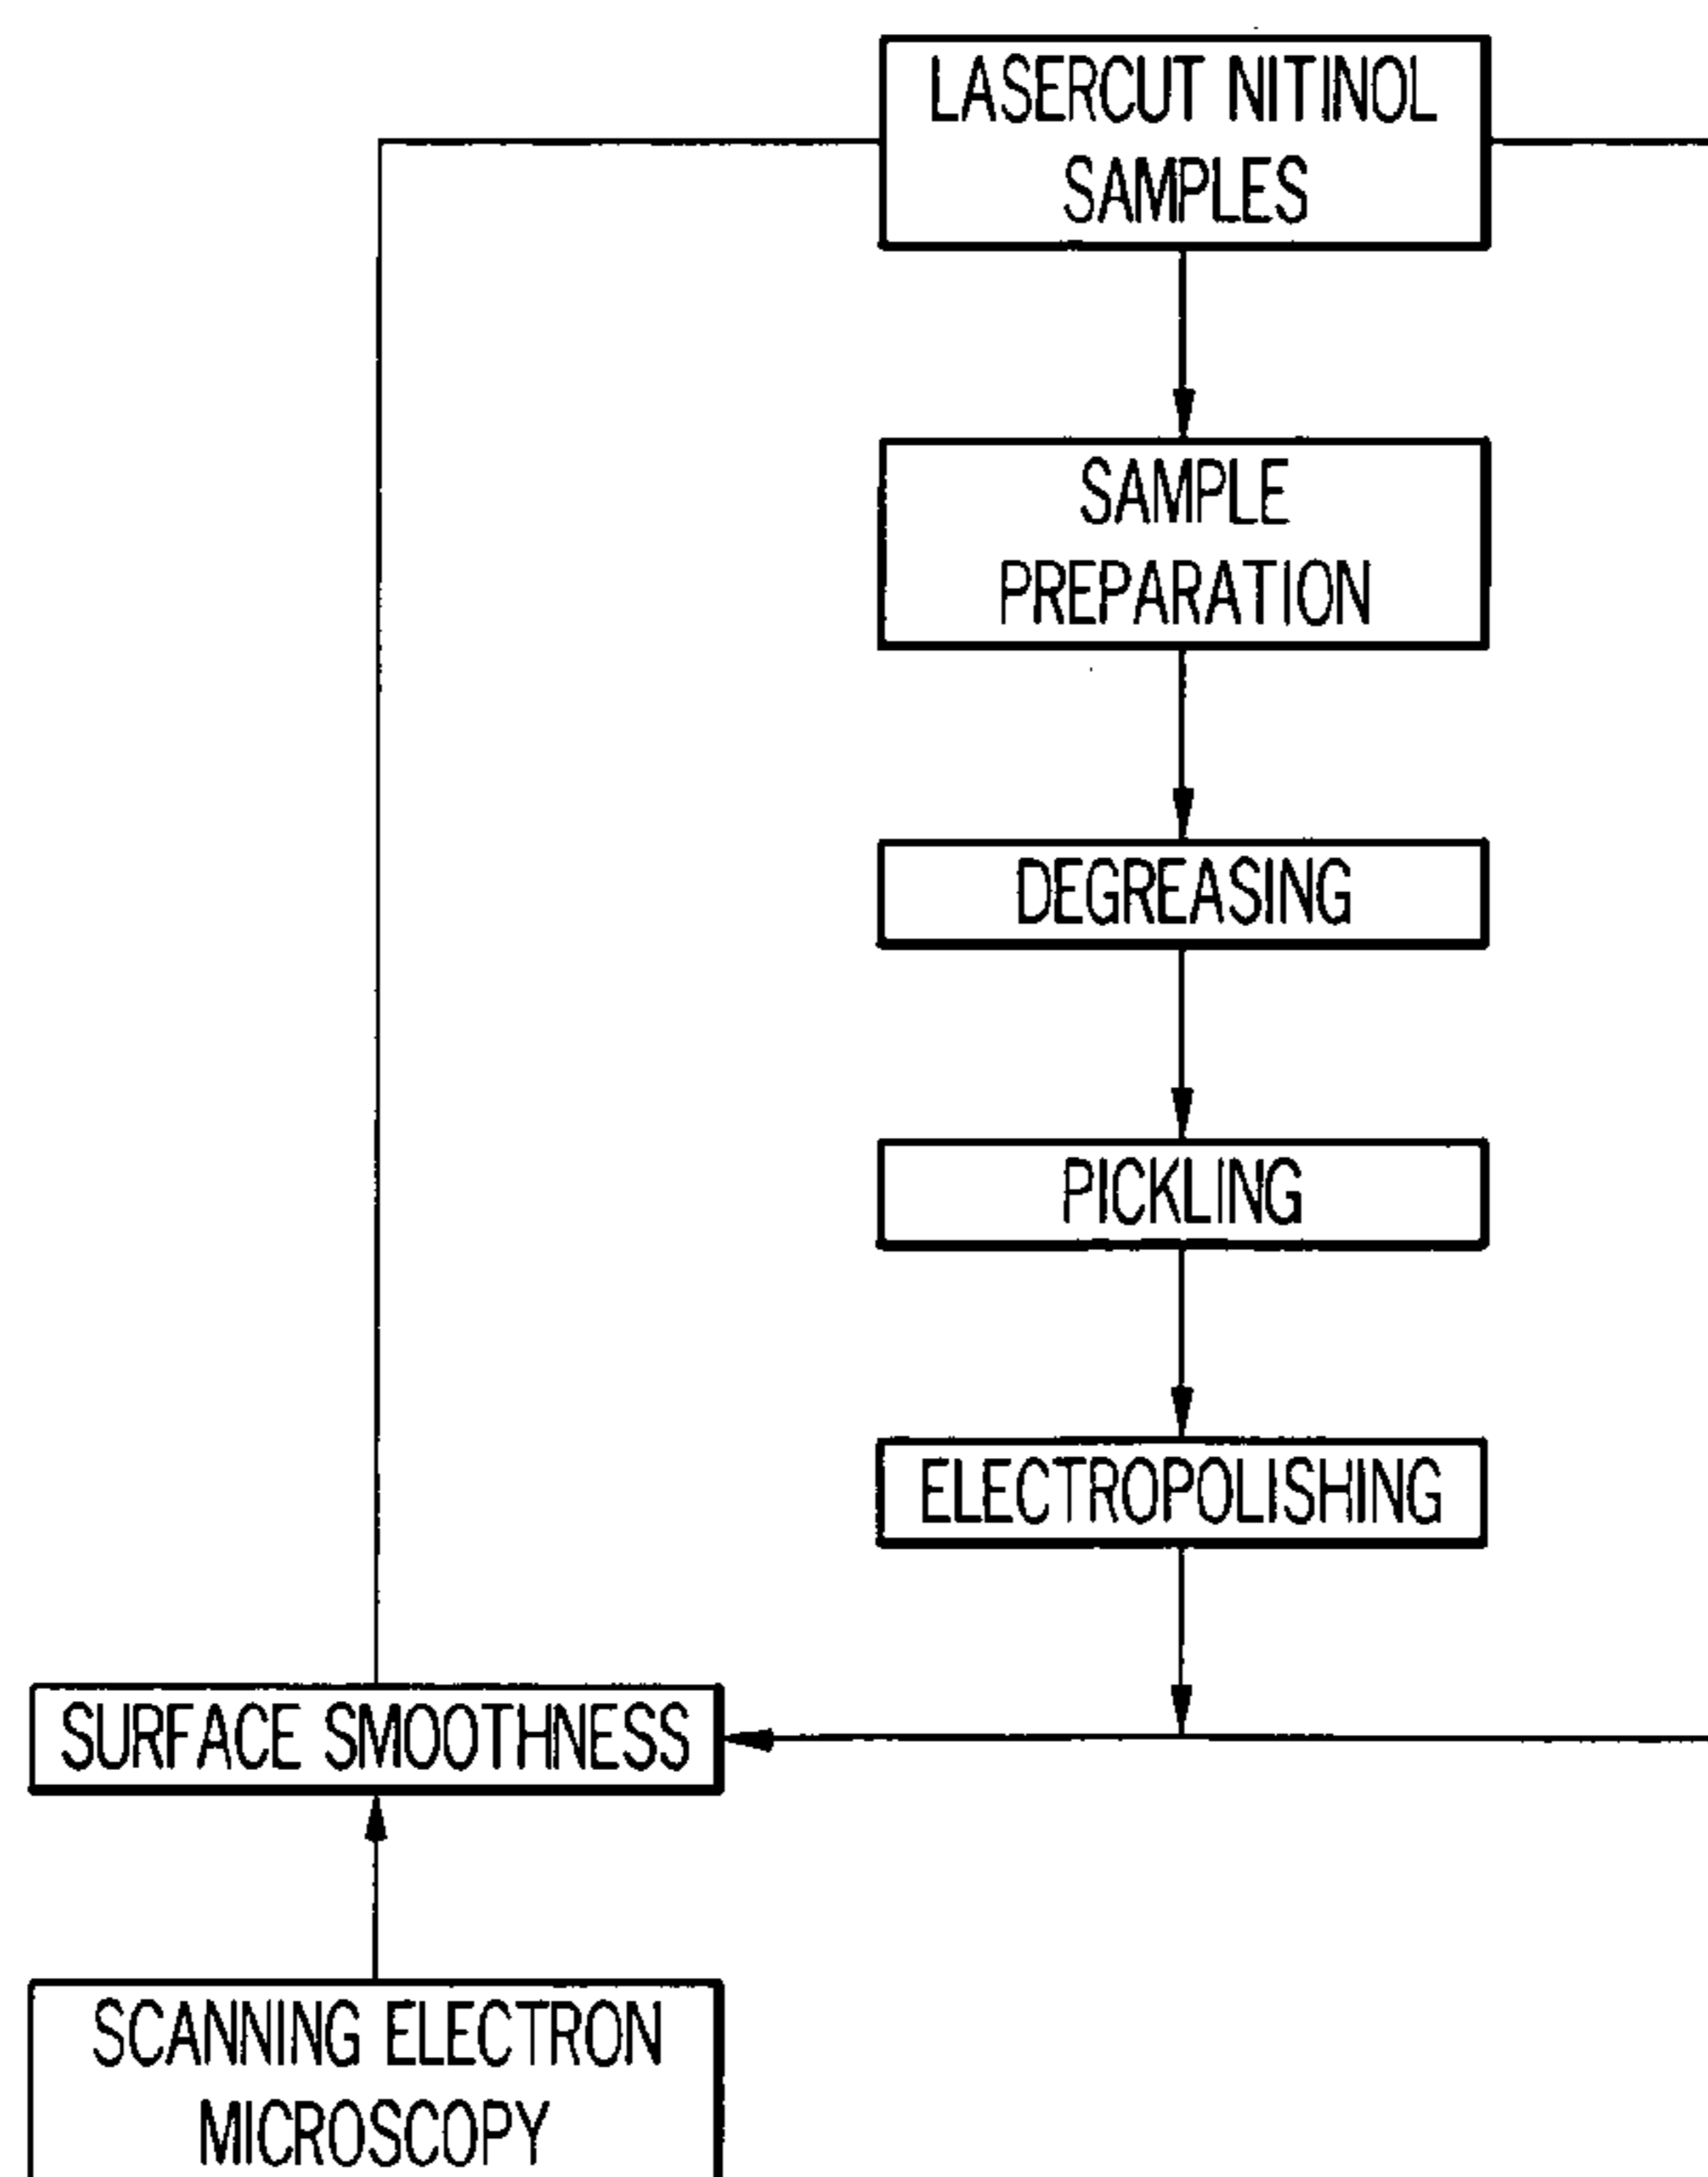 LASERCUT NITINOL
SAMPLES
SAMPLE
PREPARATION
DEGREASING
PICKLING
ELECTROPOLISHING
SURFACE SMOOTHNESS
SCANNING ELECTRON
MICROSCOPY